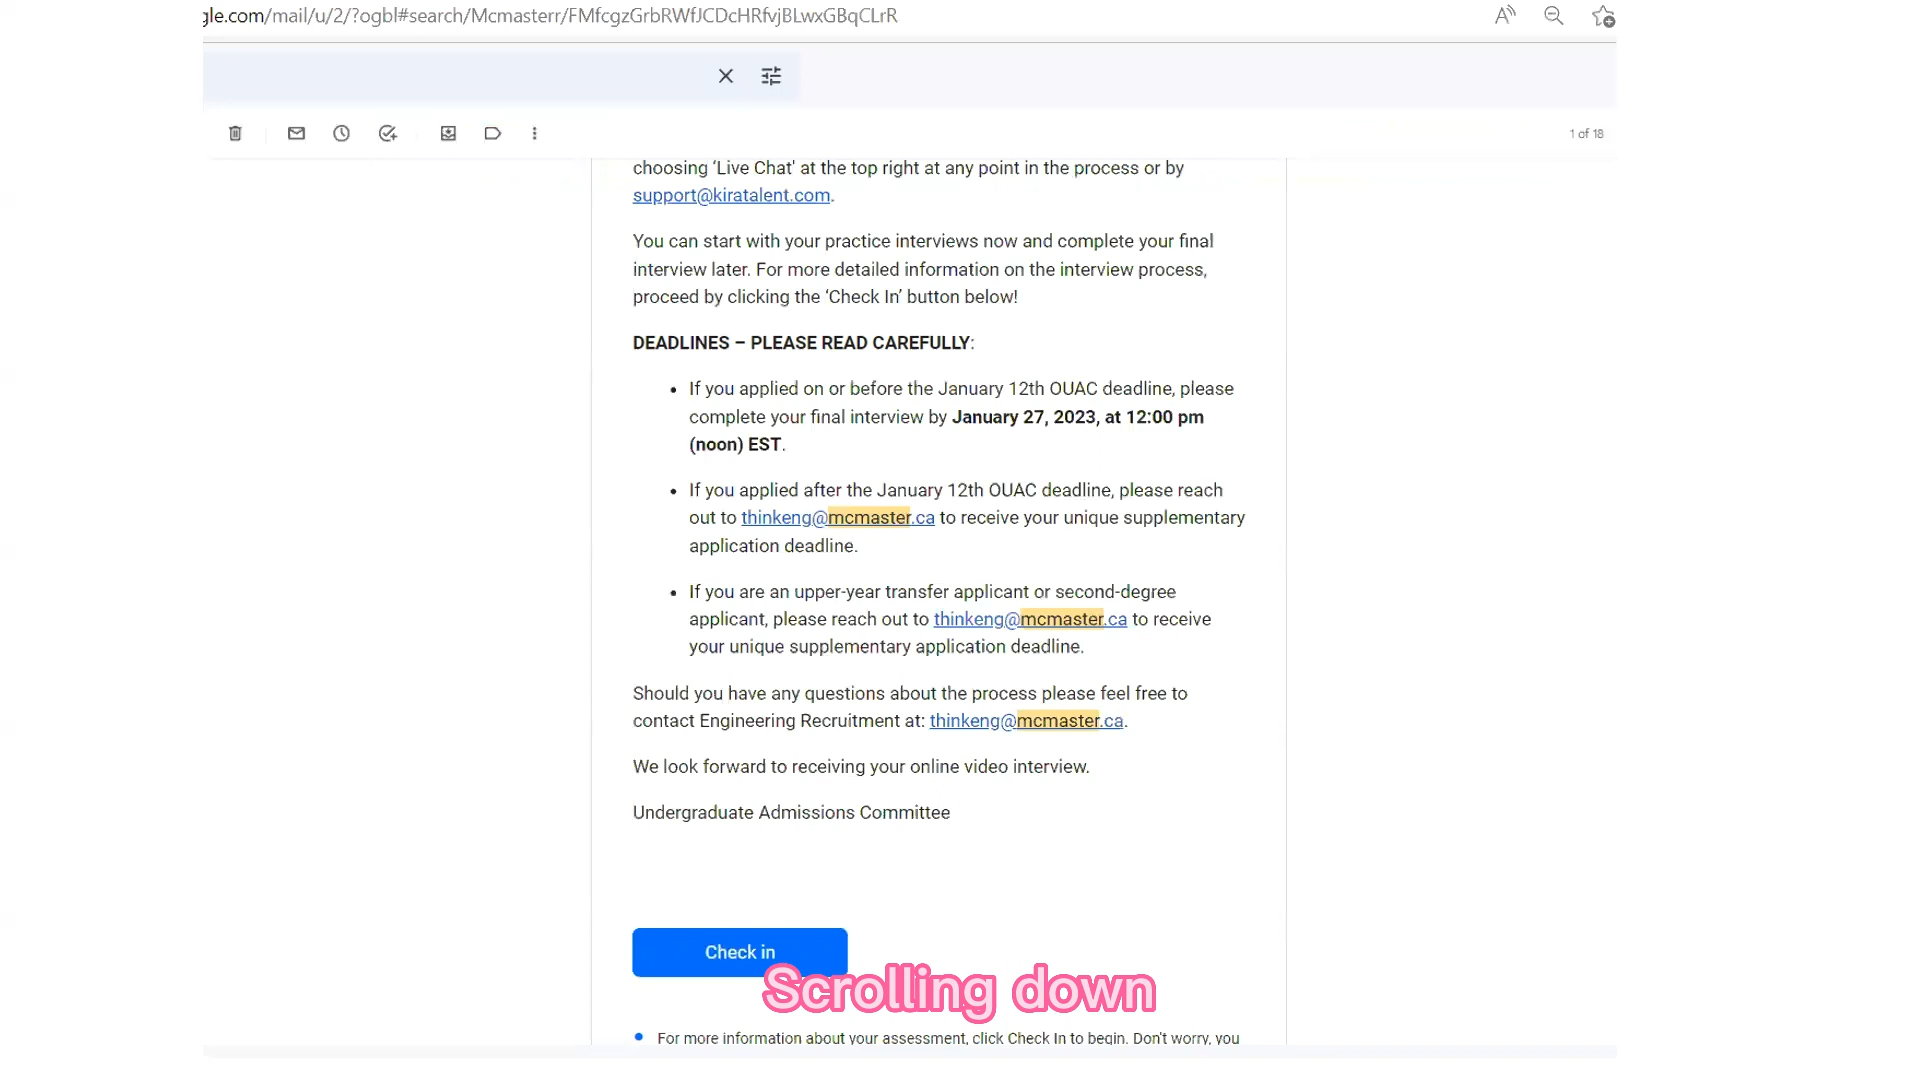 gle.com/mail/u/2/?ogbl#search/Mcmasterr/FMfcgzGrbRWfJCDcHRfvjBLwxGBqCLrR
1 of 18
choosing ‘Live Chat' at the top right at any point in the process or by
support@kiratalent.com.
You can start with your practice interviews now and complete your final
interview later. For more detailed information on the interview process,
proceed by clicking the ‘Check In’ button below!
DEADLINES – PLEASE READ CAREFULLY:
• If you applied on or before the January 12th OUAC deadline, please
complete your final interview by January 27, 2023, at 12:00 pm
(noon) EST.
• If you applied after the January 12th OUAC deadline, please reach
out to thinkeng@mcmaster.ca to receive your unique supplementary
application deadline.
• If you are an upper-year transfer applicant or second-degree
applicant, please reach out to thinkeng@mcmaster.ca to receive
your unique supplementary application deadline.
Should you have any questions about the process please feel free to
contact Engineering Recruitment at: thinkeng@mcmaster.ca.
We look forward to receiving your online video interview.
Undergraduate Admissions Committee
Check in
Scrolling down
• For more information about your assessment, click Check In to begin. Don't worry, you